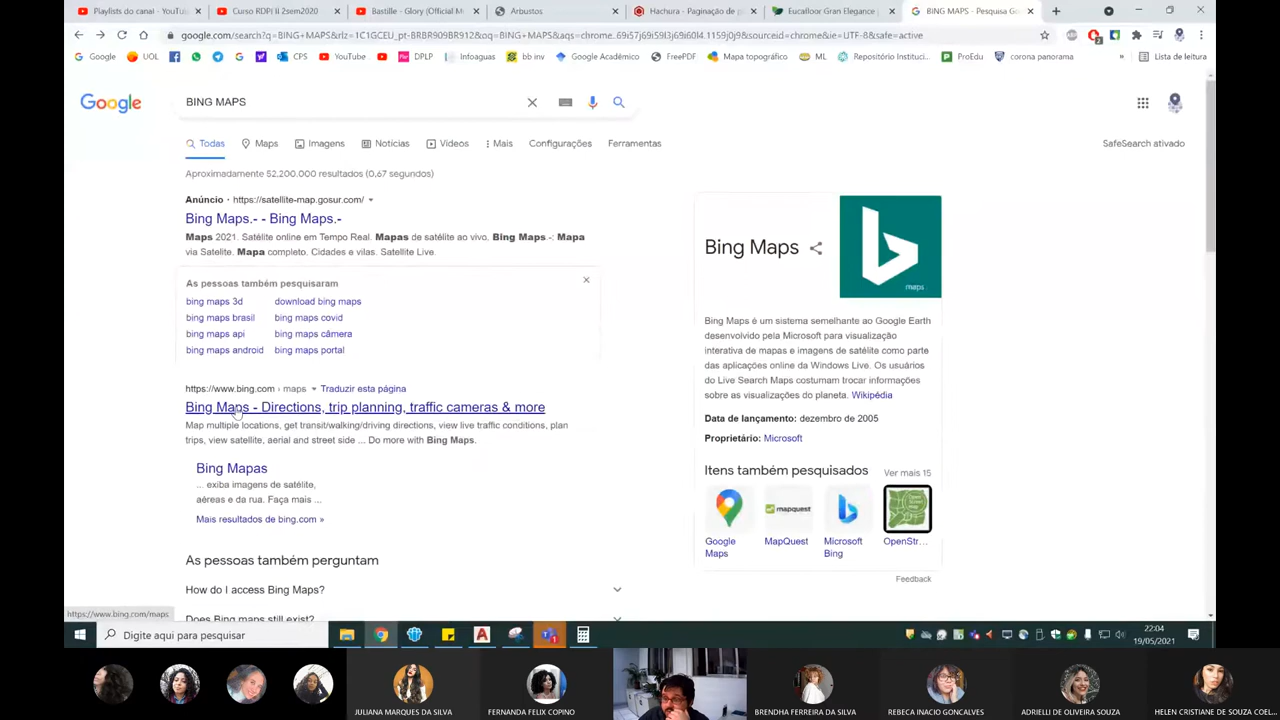 Playlists do canal - YouTu
Curso RDPI II 2sem2020
Bastille - Glory (Official M
Arbustos
Hachura - Paginação de p
Eucafloor Gran Elegance
BING MAPS - Pesquisa G
google.com/search?q=BING+MAPS&rlz=1C1GCEU_pt-BRBR909BR912&oq=BING+MAPS&aqs=chrome..69i57j69i59l3j69i60l4.1159j0j9&sourceid=chrome&ie=UTF-8&safe=active
Google
UOL
CPS
YouTube
DPLP
Infoaguas
bb inv
Google Acadêmico
FreePDF
Mapa topográfico
ML
Repositório Instituci...
ProEdu
corona panorama
»
Lista de leitura
Google
BING MAPS
Todas
Maps
Imagens
Notícias
Vídeos
Mais
Configurações
Ferramentas
SafeSearch ativado
Aproximadamente 52.200.000 resultados (0,67 segundos)
Anúncio · https://satellite-map.gosur.com/
Bing Maps.- - Bing Maps.-
Maps 2021. Satélite online em Tempo Real. Mapas de satélite ao vivo. Bing Maps.-: Mapa
via Satelite. Mapa completo. Cidades e vilas. Satellite Live.
As pessoas também pesquisaram
bing maps 3d
download bing maps
bing maps brasil
bing maps covid
bing maps api
bing maps câmera
bing maps android
bing maps portal
https://www.bing.com › maps
Traduzir esta página
Bing Maps - Directions, trip planning, traffic cameras & more
Map multiple locations, get transit/walking/driving directions, view live traffic conditions, plan
trips, view satellite, aerial and street side ... Do more with Bing Maps.
Bing Mapas
... exiba imagens de satélite,
aéreas e da rua. Faça mais ...
Mais resultados de bing.com »
As pessoas também perguntam
How do I access Bing Maps?
Does Bing maps still exist?
Bing Maps
maps
Bing Maps é um sistema semelhante ao Google Earth
desenvolvido pela Microsoft para visualização
interativa de mapas e imagens de satélite como parte
das aplicações online da Windows Live. Os usuários
do Live Search Maps costumam trocar informações
sobre as visualizações do planeta. Wikipédia
Data de lançamento: dezembro de 2005
Proprietário: Microsoft
Itens também pesquisados
Ver mais 15
mapquest
Google
Maps
MapQuest
Microsoft
Bing
OpenStr...
Feedback
https://www.bing.com/maps
Digite aqui para pesquisar
22:04
19/05/2021
JULIANA MARQUES DA SILVA
FERNANDA FELIX COPINO
BRENDHA FERREIRA DA SILVA
REBECA INACIO GONCALVES
ADRIELLI DE OLIVEIRA SOUZA
HELEN CRISTIANE DE SOUZA COEL...